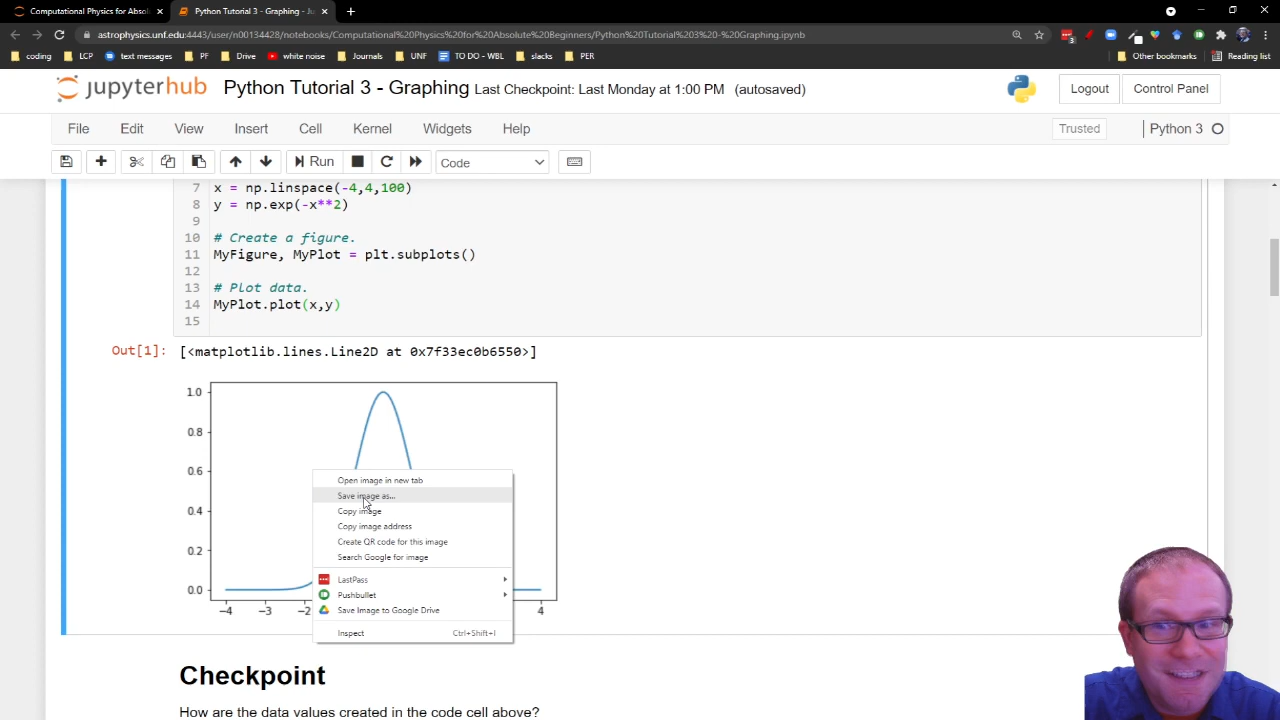 Computational Physics for Absol
Python Tutorial 3 - Graphing - Ju
astrophysics.unf.edu:4443/user/n00134428/notebooks/Computational%20Physics%20for%20Absolute%20Beginners/Python%20Tutorial%203%20-%20Graphing.ipynb
coding LCP text messages PF Drive white noise Journals UNF TO DO - WBL slacks PER Other bookmarks Reading list
jupyterhub Python Tutorial 3 - Graphing Last Checkpoint: Last Monday at 1:00 PM (autosaved) Logout Control Panel
File Edit View Insert Cell Kernel Widgets Help Trusted Python 3
Run Code
7 x = np.linspace(-4,4,100)
8 y = np.exp(-x**2)
9
10 # Create a figure.
11 MyFigure, MyPlot = plt.subplots()
12
13 # Plot data.
14 MyPlot.plot(x,y)
15
Out[1]: [<matplotlib.lines.Line2D at 0x7f33ec0b6550>]
1.0
0.8
0.6
0.4
0.2
0.0
−4 −3 −2 4
Open image in new tab
Save image as...
Copy image
Copy image address
Create QR code for this image
Search Google for image
LastPass
Pushbullet
Save Image to Google Drive
Inspect Ctrl+Shift+I
Checkpoint
How are the data values created in the code cell above?